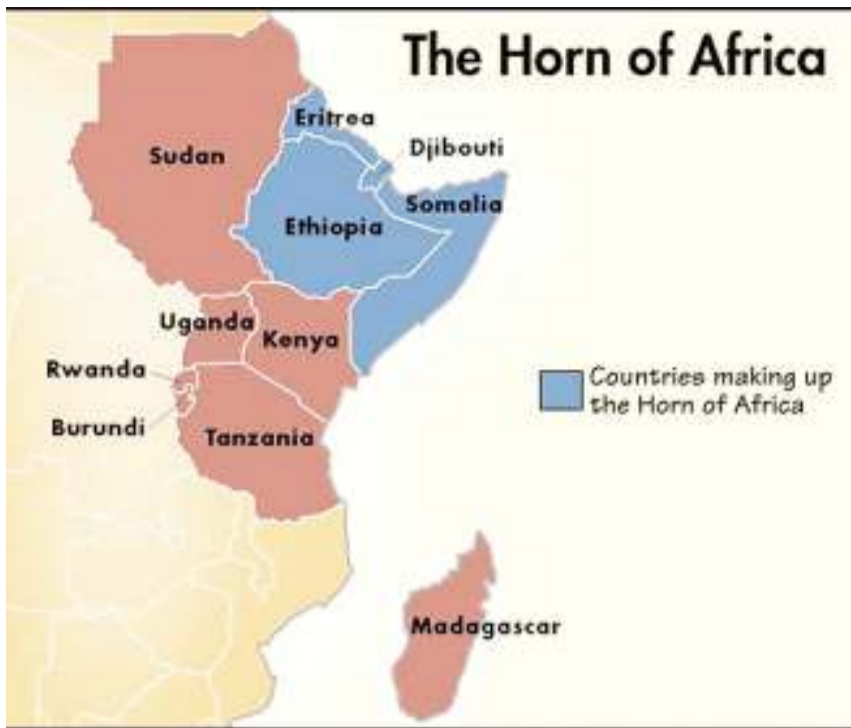 The Horn of Africa
Eritrea
Djibouti
Sudan
Somalia
Ethiopia
Uganda
Kenya
Rwanda
Countries making up
the Horn of Africa
Burundi
Tanzania
Madagascar